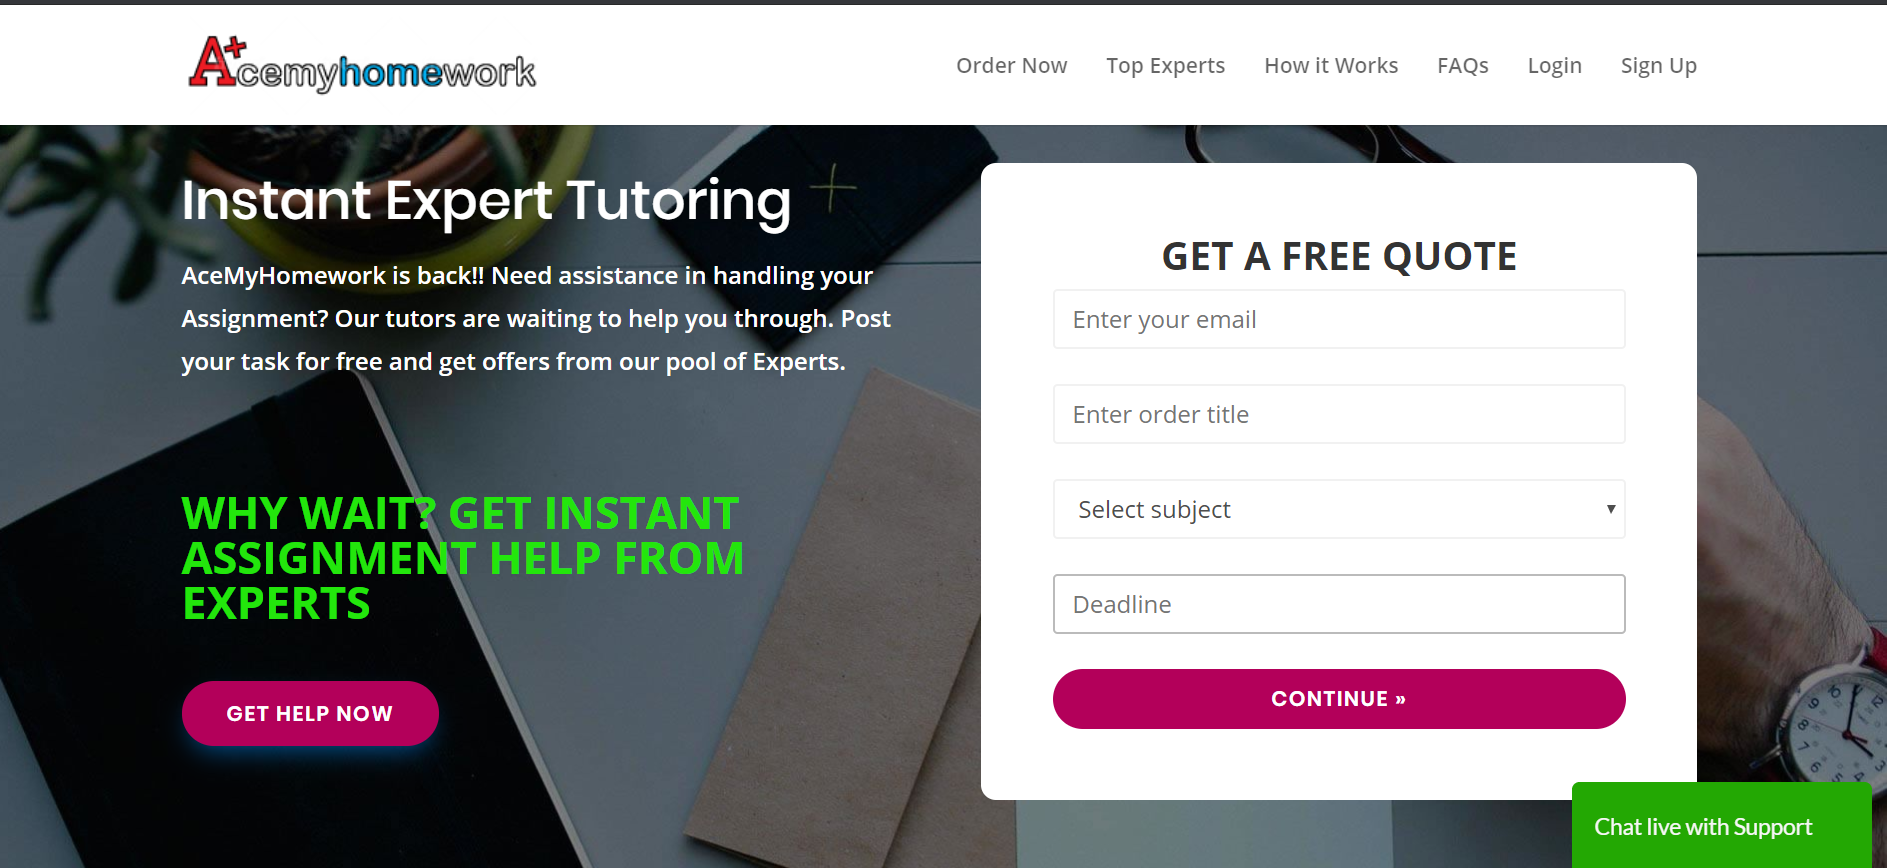 Acemyhomework
Order Now
Top Experts
How it Works
FAQs
Login
Sign Up
Instant Expert Tutoring
AceMyHomework is back!! Need assistance in handling your
Assignment? Our tutors are waiting to help you through. Post
your task for free and get offers from our pool of Experts.
WHY WAIT? GET INSTANT
ASSIGNMENT HELP FROM
EXPERTS
GET HELP NOW
GET A FREE QUOTE
Enter your email
Enter order title
Select subject
Deadline
CONTINUE »
Chat live with Support